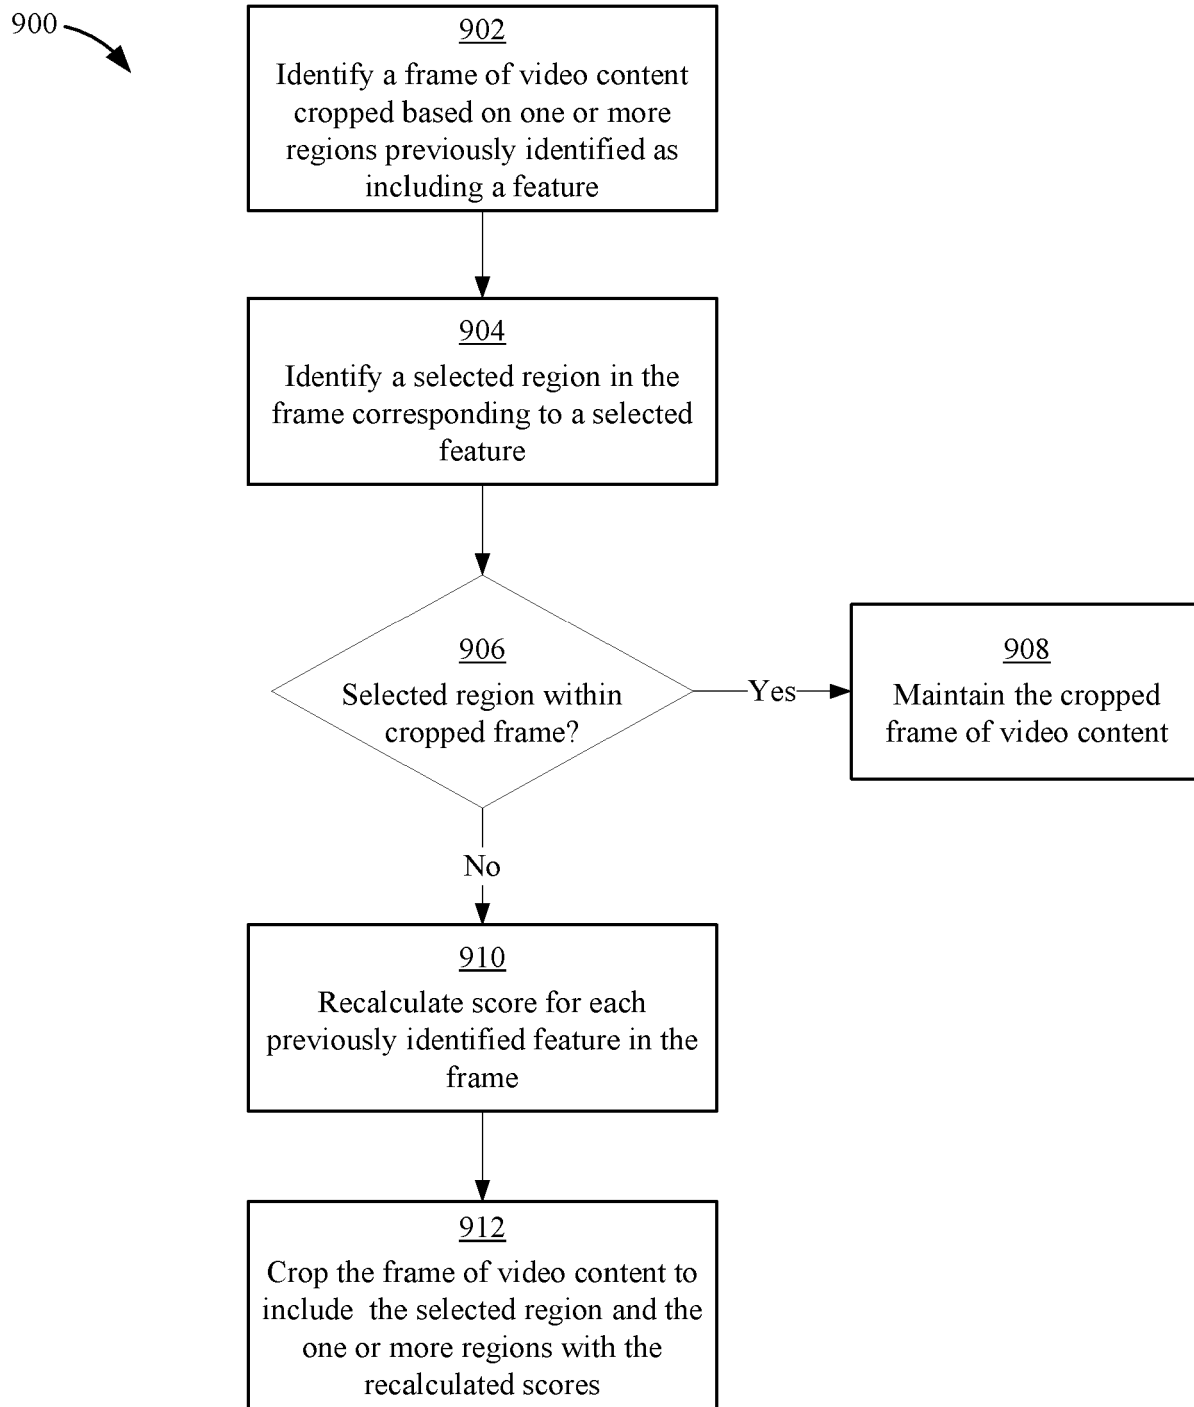 900
902
Identify a frame of video content
cropped based on one or more
regions previously identified as
including a feature
904
Identify a selected region in the
frame corresponding to a selected
feature
906
Selected region within
cropped frame?
Yes
908
Maintain the cropped
frame of video content
No
910
Recalculate score for each
previously identified feature in the
frame
912
Crop the frame of video content to
include the selected region and the
one or more regions with the
recalculated scores